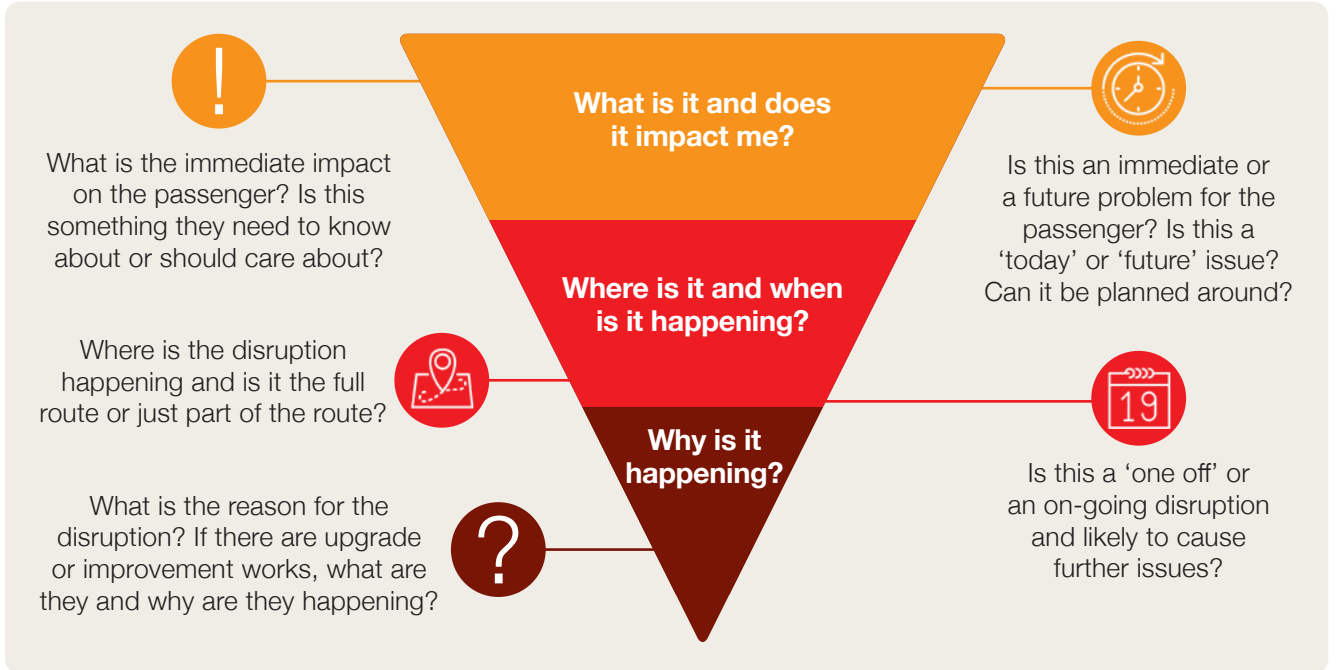 !
What is it and does
it impact me?
What is the immediate impact
on the passenger? Is this
something they need to know
about or should care about?
Is this an immediate or
a future problem for the
passenger? Is this a
‘today’ or ‘future’ issue?
Can it be planned around?
Where is it and when
is it happening?
Where is the disruption
happening and is it the full
route or just part of the route?
19
Is this a ‘one off’ or
an on-going disruption
and likely to cause
further issues?
Why is it
happening?
What is the reason for the
disruption? If there are upgrade
or improvement works, what are
they and why are they happening?
?